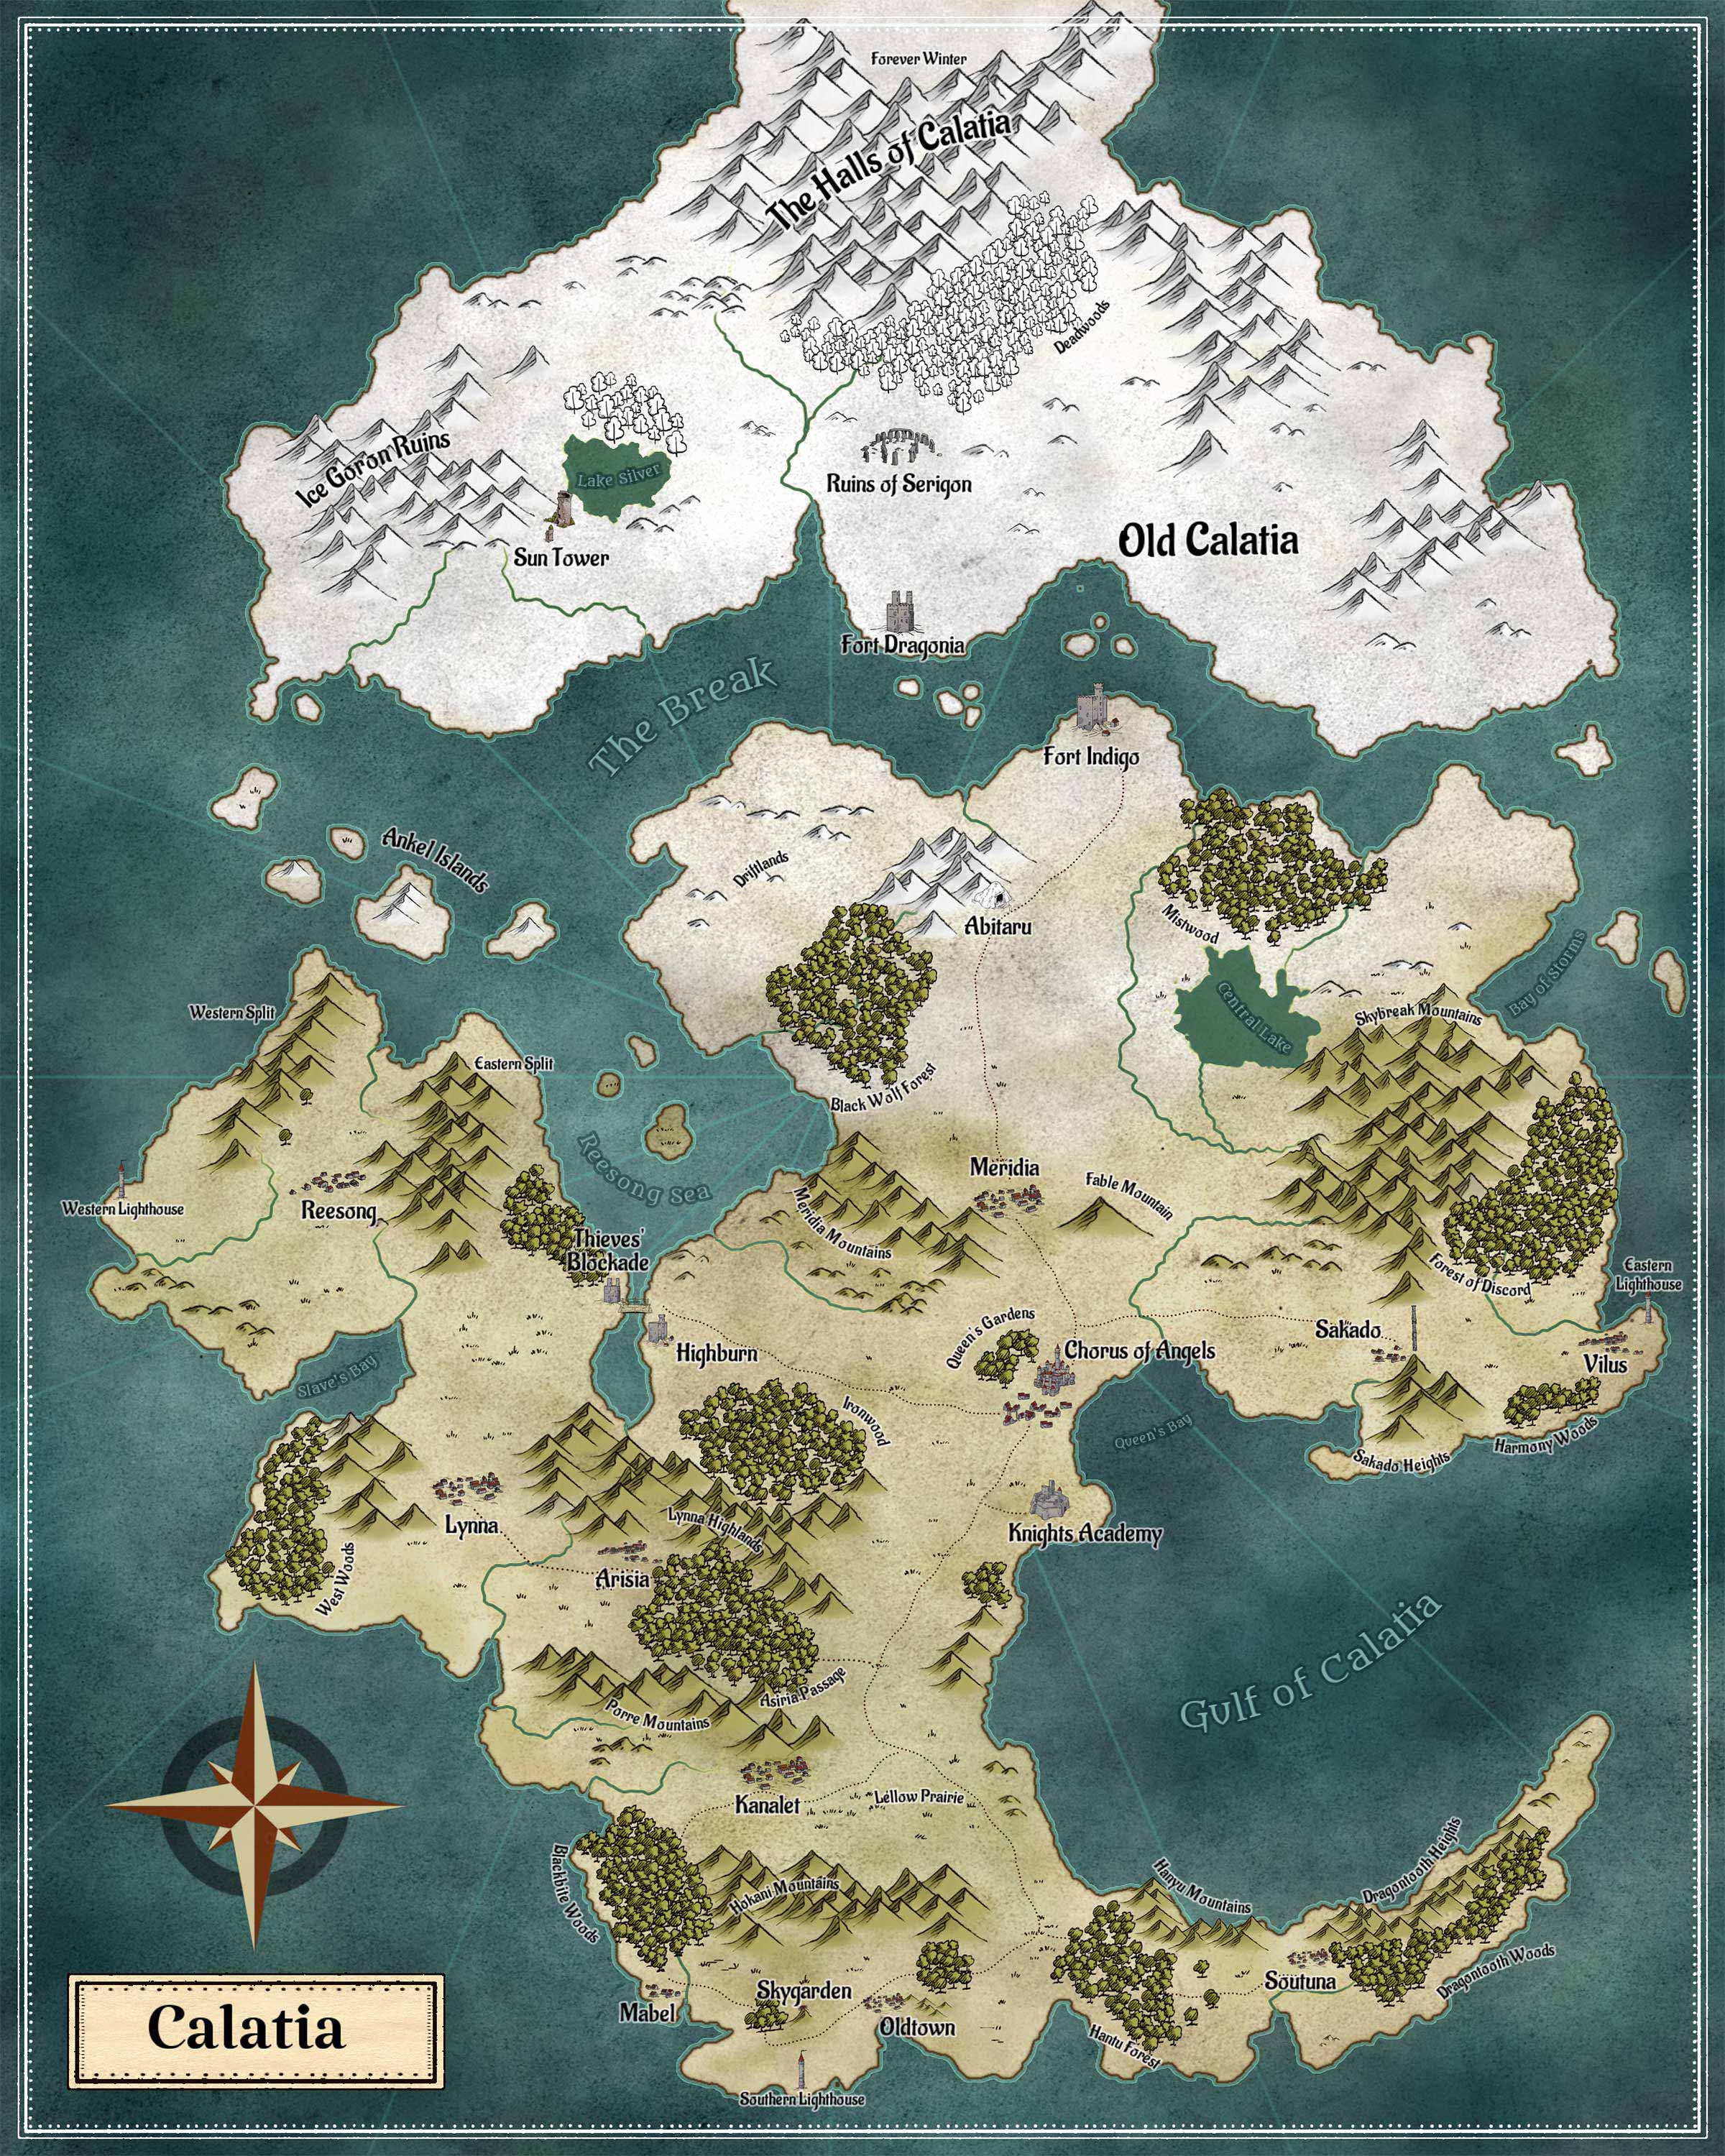 Forever Winter
The Halls of Calatia
Deadwoods
Ice Goron Ruins
Lake Silver
Ruins of Serigon
Old Calatia
Sun Tower
Fort Dragonia
The Break
Fort Indigo
Ankel Islands
Driftlands
Abitaru
Mistwood
Bay of Storms
Western Split
Central Lake
Skybreak Mountains
Eastern Split
Black Wolf Forest
Reesong Sea
Meridia
Fable Mountain
Western Lighthouse
Reesong
Meridia Mountains
Thieves'
Blockade
Forest of Discord
Eastern
Lighthouse
Queen's Gardens
Sakado
Highburn
Chorus of Angels
Vilus
Slave's Bay
Ironwood
Queen's Bay
Harmony Woods
Sakado Heights
Lynna
Lynna Highlands
Knights Academy
West Woods
Arisia
Gulf of Calatia
Asiria Passage
Porre Mountains
Kanalet
Lellow Prairie
Blackbite Woods
Hokani Mountains
Hanyu Mountains
Dragontooth Heights
Dragontooth Woods
Skygarden
Soutuna
Mabel
Oldtown
Hantu Forest
Southern Lighthouse
Calatia